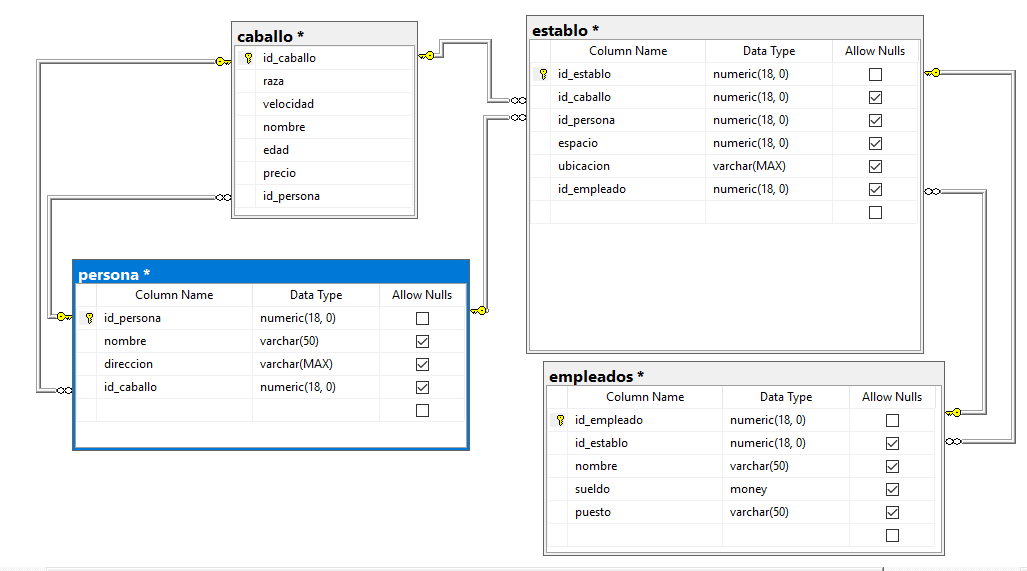 caballo *
id_caballo
raza
velocidad
nombre
edad
precio
id_persona
establo *
Column Name Data Type Allow Nulls
id_establo numeric(18, 0)
id_caballo numeric(18, 0)
id_persona numeric(18, 0)
espacio numeric(18, 0)
ubicacion varchar(MAX)
id_empleado numeric(18, 0)
persona *
Column Name Data Type Allow Nulls
id_persona numeric(18, 0)
nombre varchar(50)
direccion varchar(MAX)
id_caballo numeric(18, 0)
empleados *
Column Name Data Type Allow Nulls
id_empleado numeric(18, 0)
id_establo numeric(18, 0)
nombre varchar(50)
sueldo money
puesto varchar(50)